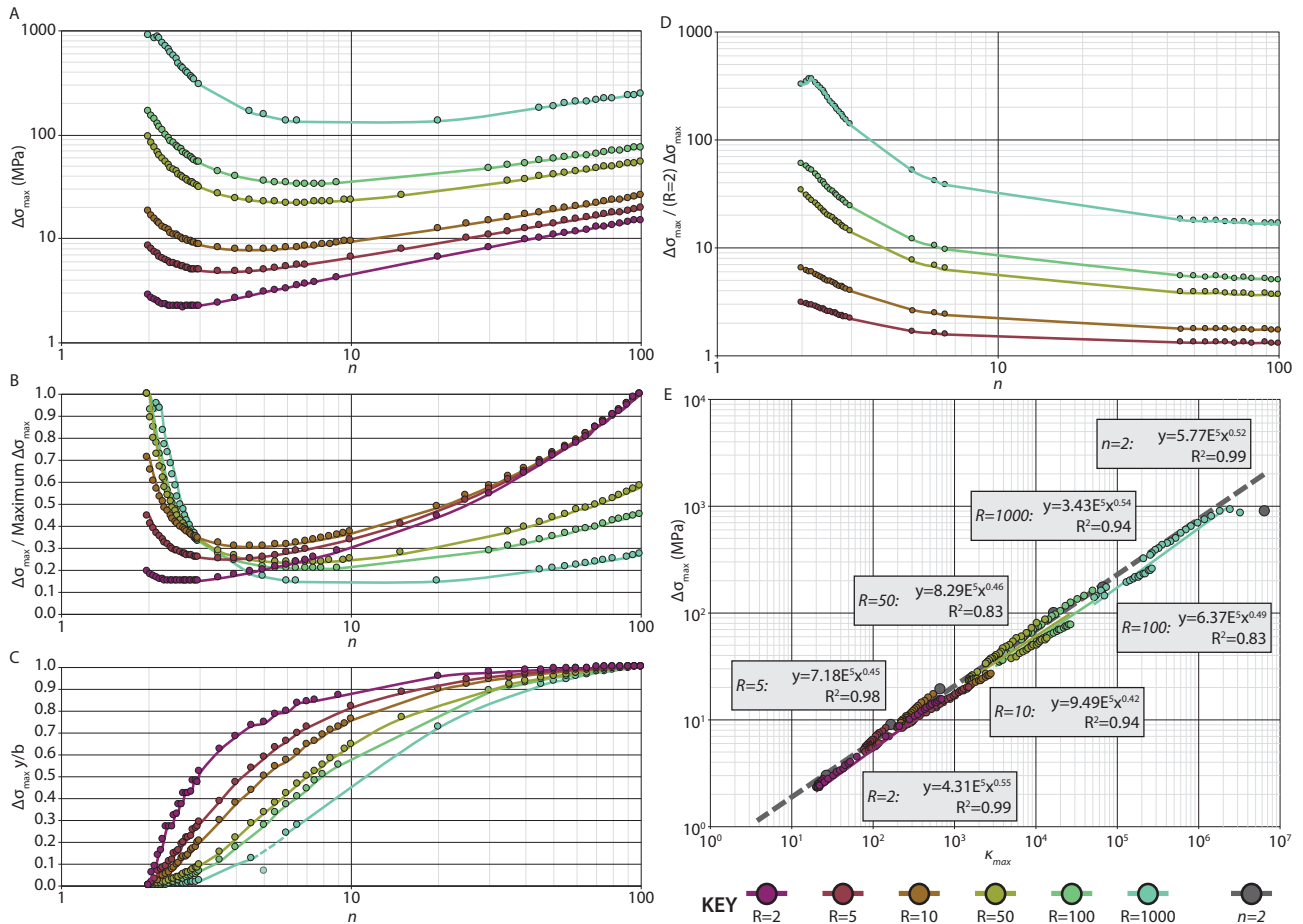 A
1000
100
10
1
Δσmax (MPa)
1
10
100
n
B
1.0
0.9
0.8
0.7
0.6
0.5
0.4
0.3
0.2
0.1
0.0
Δσmax / Maximum Δσmax
1
10
100
n
C
1.0
0.9
0.8
0.7
0.6
0.5
0.4
0.3
0.2
0.1
0.0
Δσmax y/b
1
10
100
n
D
1000
100
10
1
Δσmax / (R=2) Δσmax
1
10
100
n
E
10⁴
10³
10²
10¹
10⁰
Δσmax (MPa)
n=2: y=5.77E⁵x⁰·⁵²
R²=0.99
R=1000: y=3.43E⁵x⁰·⁵⁴
R²=0.94
R=50: y=8.29E⁵x⁰·⁴⁶
R²=0.83
R=100: y=6.37E⁵x⁰·⁴⁹
R²=0.83
R=5: y=7.18E⁵x⁰·⁴⁵
R²=0.98
R=10: y=9.49E⁵x⁰·⁴²
R²=0.94
R=2: y=4.31E⁵x⁰·⁵⁵
R²=0.99
10⁰ 10¹ 10² 10³ 10⁴ 10⁵ 10⁶ 10⁷
κmax
KEY
R=2 R=5 R=10 R=50 R=100 R=1000 n=2